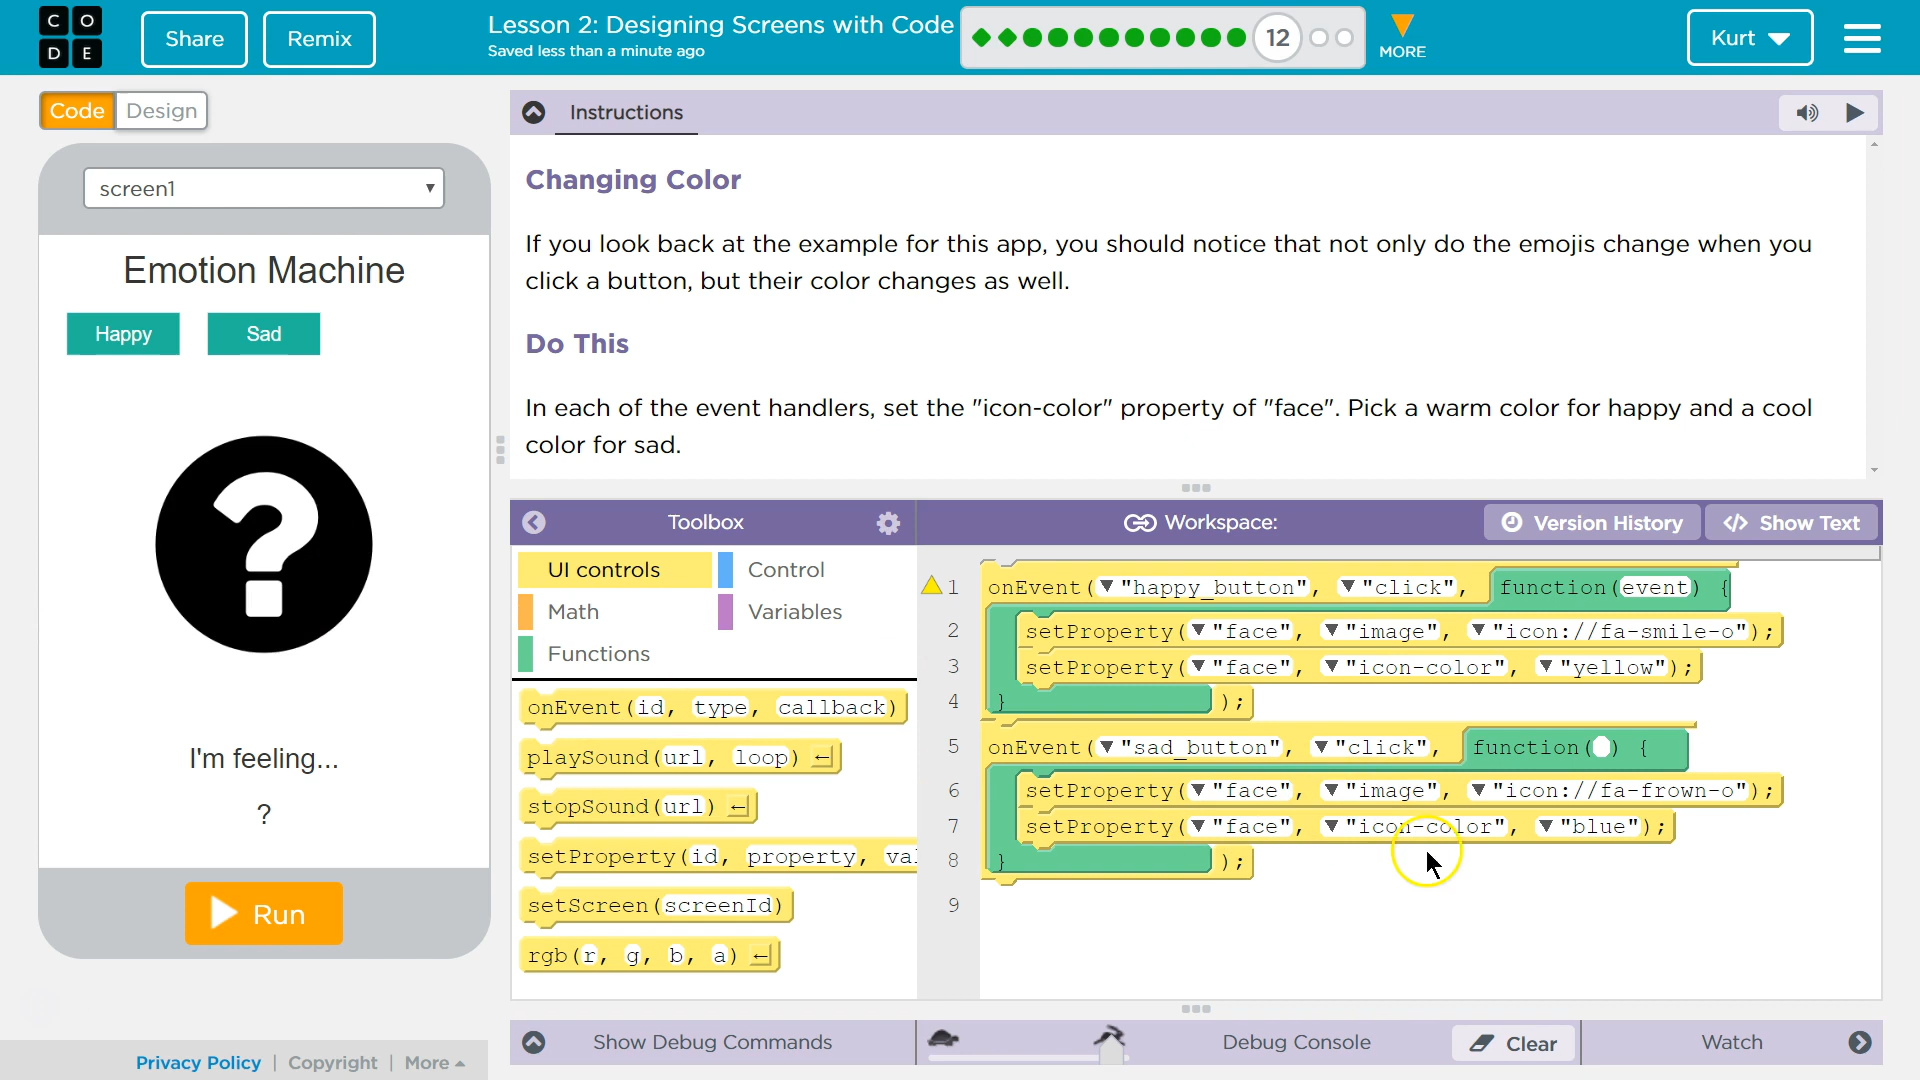 CODE
Share
Remix
Lesson 2: Designing Screens with Code
Saved less than a minute ago
12
MORE
Kurt
Code
Design
screen1
Emotion Machine
Happy
Sad
?
I'm feeling...
?
Run
Privacy Policy | Copyright | More
Instructions
Changing Color
If you look back at the example for this app, you should notice that not only do the emojis change when you
click a button, but their color changes as well.
Do This
In each of the event handlers, set the "icon-color" property of "face". Pick a warm color for happy and a cool
color for sad.
Toolbox
UI controls
Control
Math
Variables
Functions
onEvent(id, type, callback)
playSound(url, loop)
stopSound(url)
setProperty(id, property, val
setScreen(screenId)
rgb(r, g, b, a)
Workspace:
Version History
</> Show Text
1 onEvent("happy_button", "click", function(event) {
2 setProperty("face", "image", "icon://fa-smile-o");
3 setProperty("face", "icon-color", "yellow");
4 });
5 onEvent("sad_button", "click", function() {
6 setProperty("face", "image", "icon://fa-frown-o");
7 setProperty("face", "icon-color", "blue");
8 });
9
Show Debug Commands
Debug Console
Clear
Watch